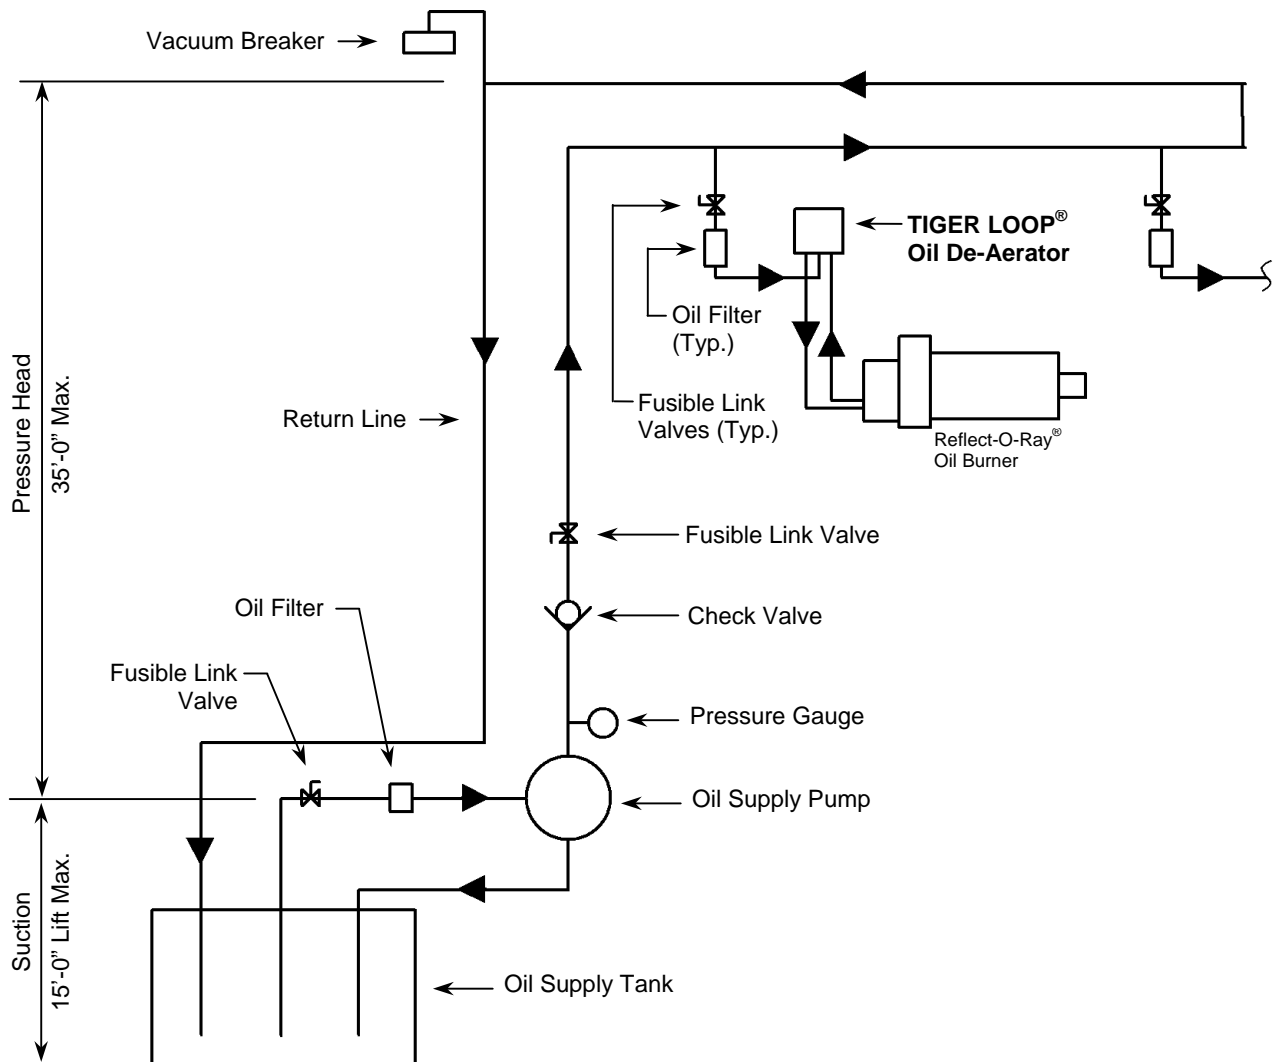 Vacuum Breaker
TIGER LOOP®
Oil De-Aerator
Oil Filter
(Typ.)
Pressure Head
35’-0” Max.
Return Line
Fusible Link
Valves (Typ.)
Reflect-O-Ray®
Oil Burner
Fusible Link Valve
Oil Filter
Check Valve
Fusible Link
Valve
Pressure Gauge
Oil Supply Pump
Suction
15’-0” Lift Max.
Oil Supply Tank